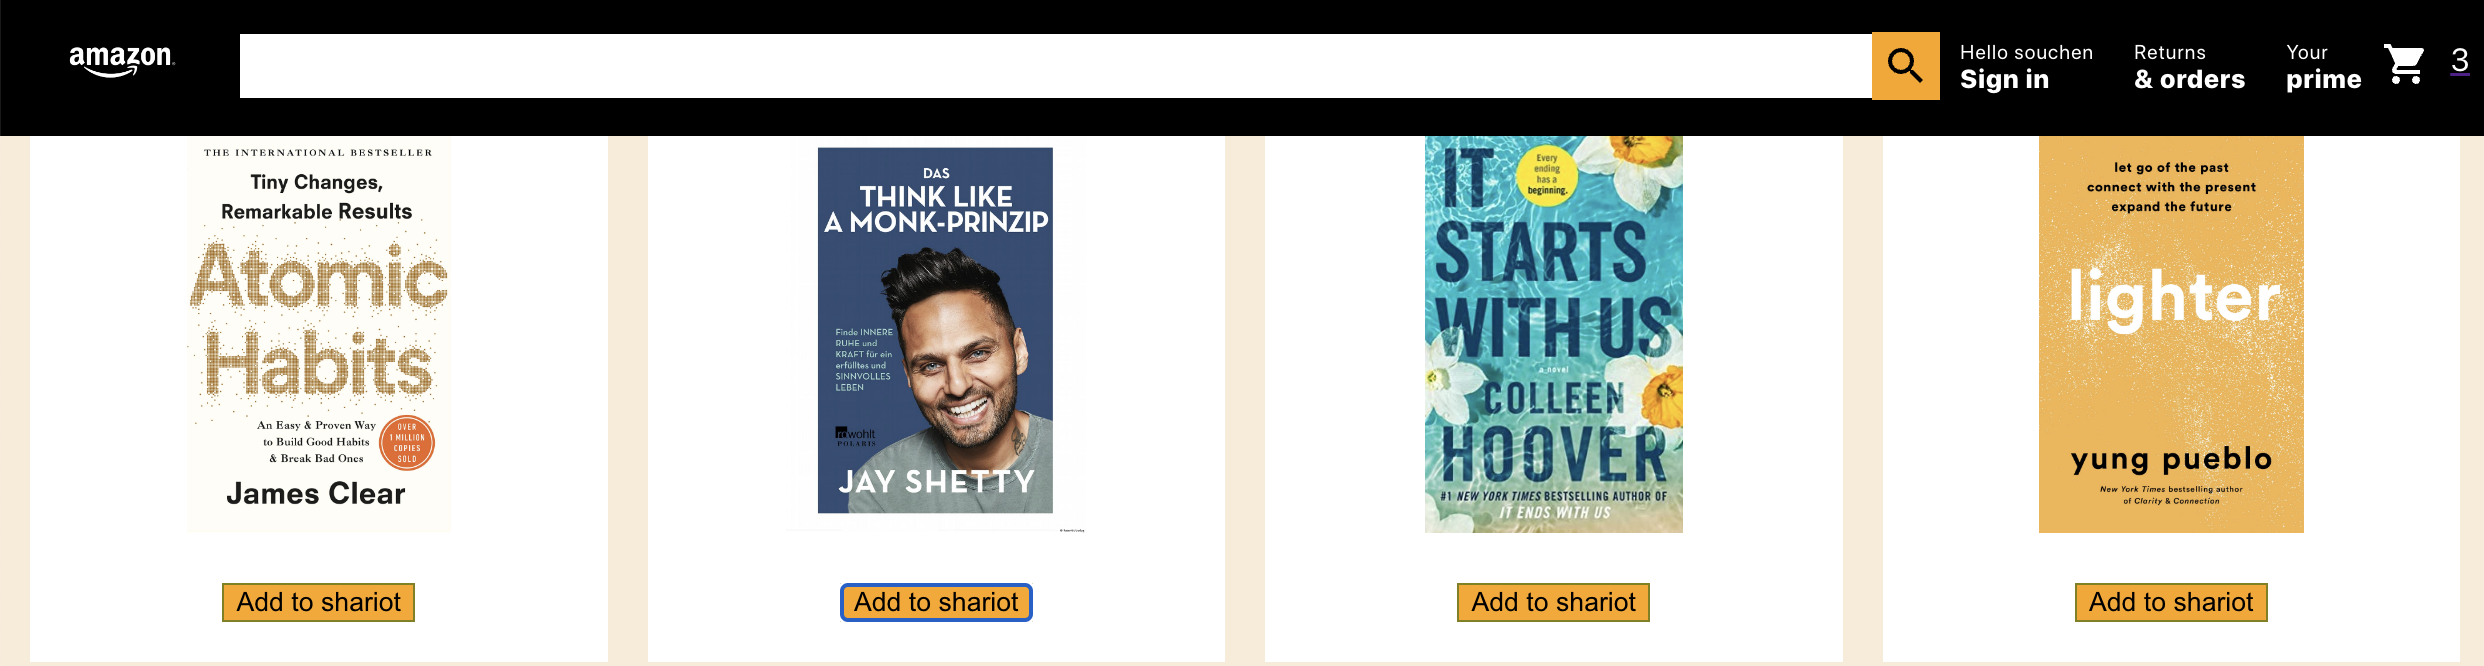 amazon
Hello souchen
Sign in
Returns
& orders
Your
prime
3
THE INTERNATIONAL BESTSELLER
Tiny Changes,
Remarkable Results
Atomic
Habits
An Easy & Proven Way
to Build Good Habits
& Break Bad Ones
OVER
1 MILLION
COPIES
SOLD
James Clear
Add to shariot
DAS
THINK LIKE
A MONK-PRINZIP
Finde INNERE
RUHE und
KRAFT für ein
erfülltes und
SINNVOLLES
LEBEN
rowohlt
POLARIS
JAY SHETTY
Add to shariot
IT
STARTS
WITH US
Every
ending
has a
beginning.
a novel
COLLEEN
HOOVER
#1 NEW YORK TIMES BESTSELLING AUTHOR OF
IT ENDS WITH US
Add to shariot
let go of the past
connect with the present
expand the future
lighter
yung pueblo
New York Times bestselling author
of Clarity & Connection
Add to shariot